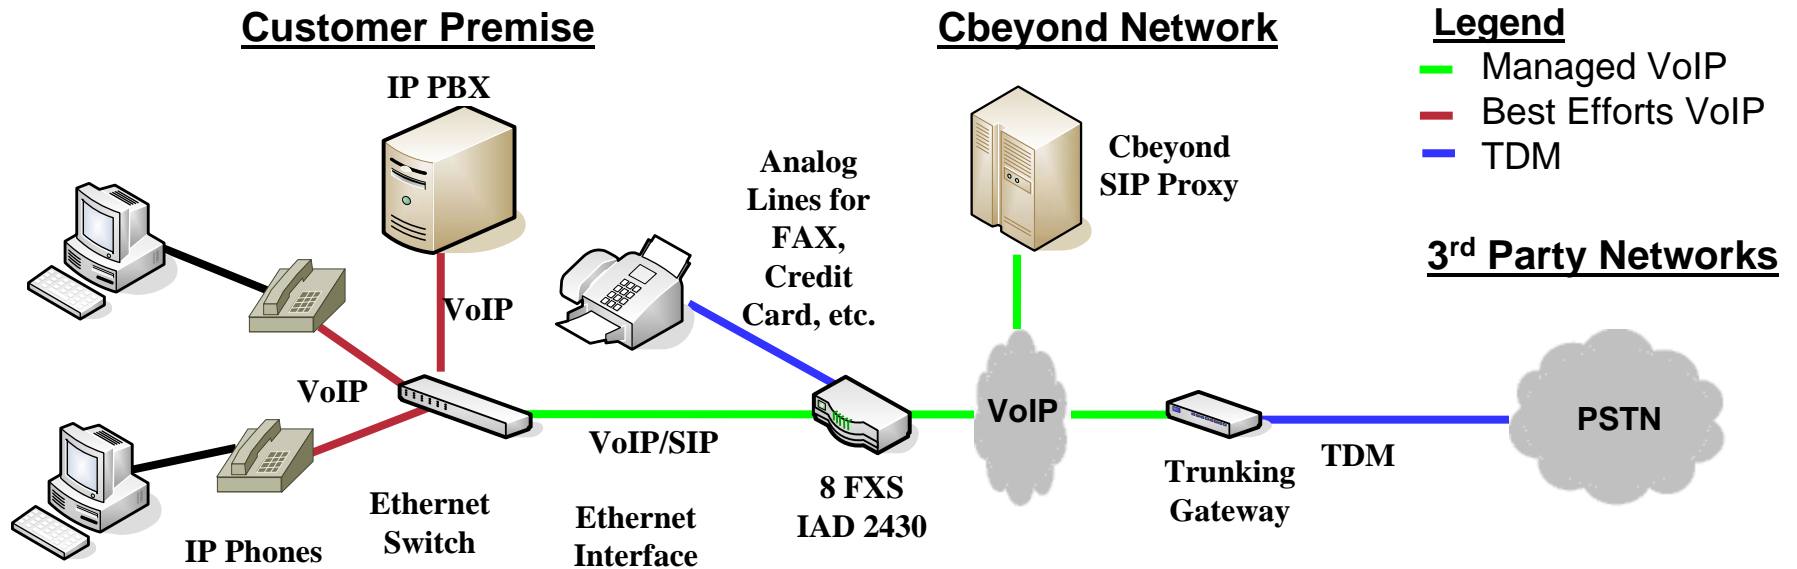 Customer Premise
Cbeyond Network
Legend
Managed VoIP
Best Efforts VoIP
TDM
IP PBX
Analog
Lines for
FAX,
Credit
Card, etc.
Cbeyond
SIP Proxy
3rd Party Networks
VoIP
VoIP
VoIP/SIP
VoIP
TDM
PSTN
IP Phones
Ethernet
Switch
Ethernet
Interface
8 FXS
IAD 2430
Trunking
Gateway